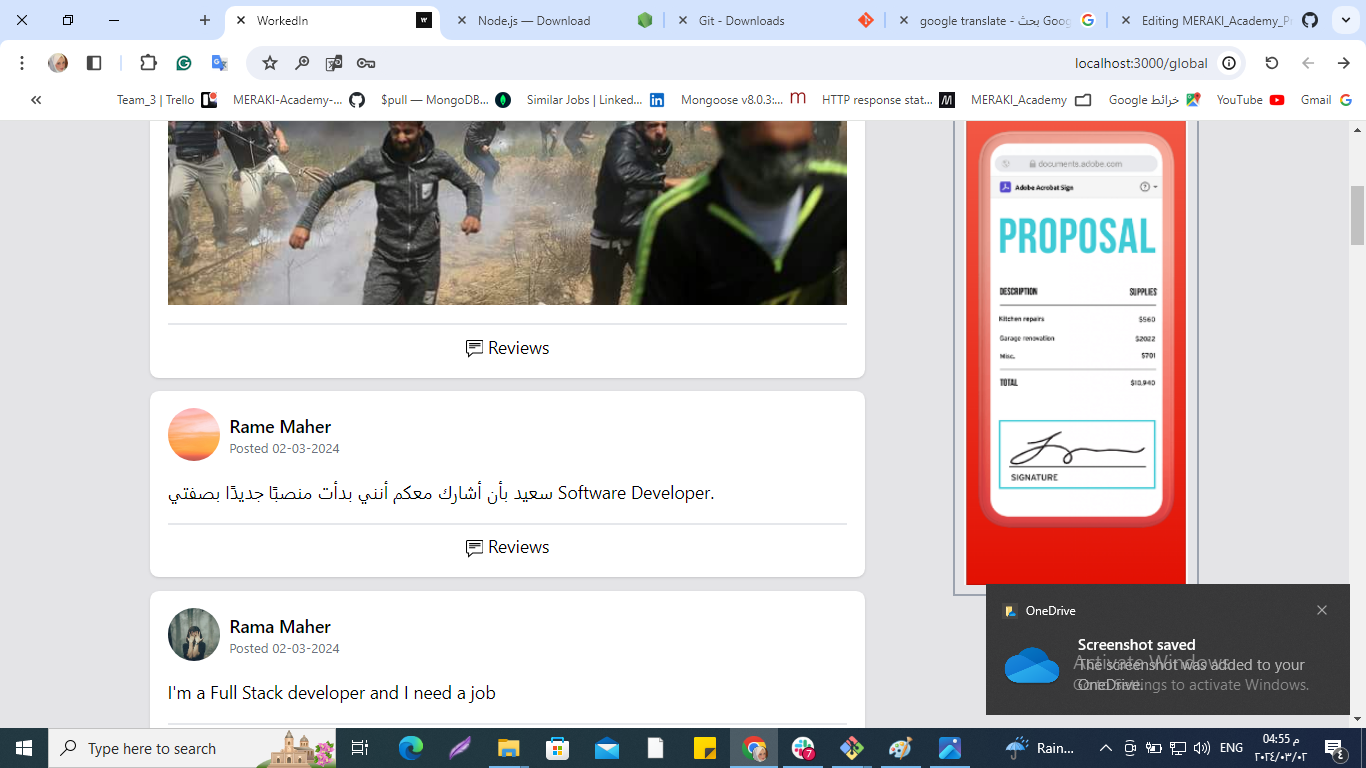 WorkedIn
Node.js — Download
Git - Downloads
google translate - بحث Goog
Editing MERAKI_Academy_P
localhost:3000/global
Team_3 | Trello
MERAKI-Academy-...
$pull — MongoDB...
Similar Jobs | Linked...
Mongoose v8.0.3:...
HTTP response stat...
MERAKI_Academy
خرائط Google
YouTube
Gmail
Reviews
Rame Maher
Posted 02-03-2024
سعيد بأن أشارك معكم أنني بدأت منصبًا جديدًا بصفتي Software Developer.
Reviews
Rama Maher
Posted 02-03-2024
I'm a Full Stack developer and I need a job
documents.adobe.com
Adobe Acrobat Sign
PROPOSAL
DESCRIPTION SUPPLIES
Kitchen repairs $560
Garage renovation $2022
Misc. $701
TOTAL $10,940
SIGNATURE
OneDrive
Screenshot saved
The screenshot was added to your
OneDrive.
Activate Windows
Go to Settings to activate Windows.
Type here to search
7
Rain...
ENG
04:55 م
٢٠٢٤/٠٣/٠٢
٤